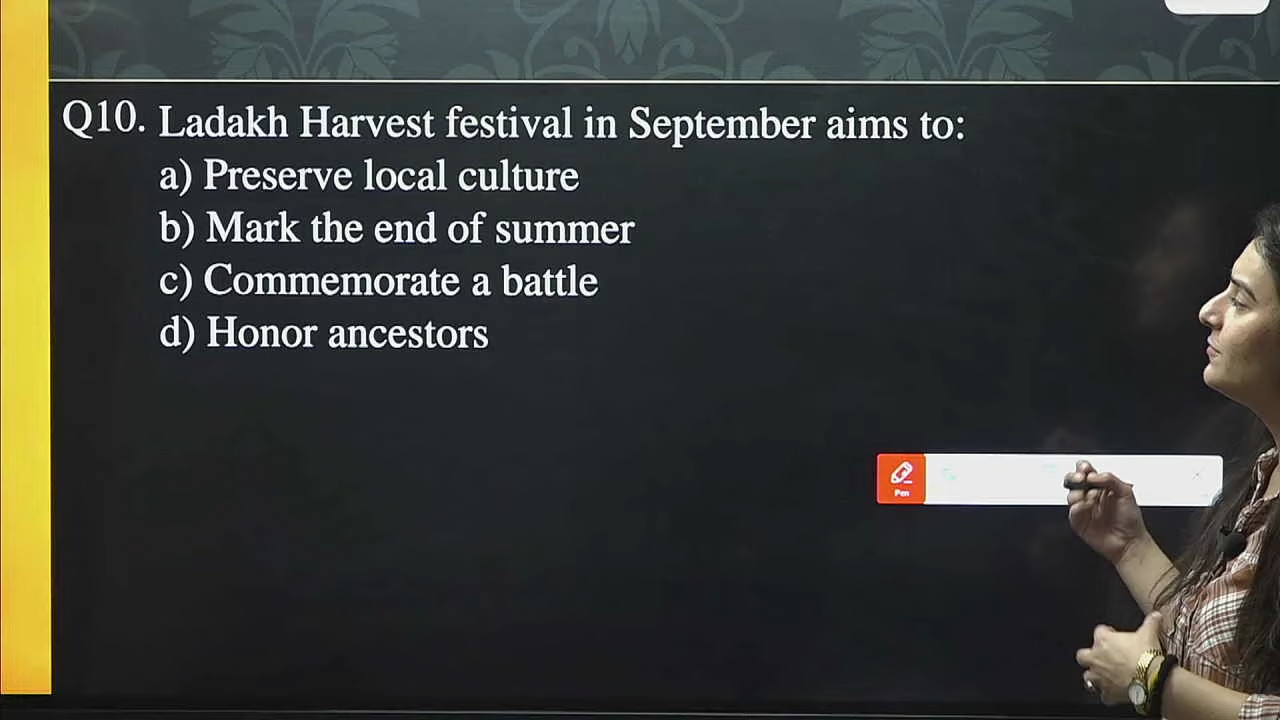 Q10. Ladakh Harvest festival in September aims to:
a) Preserve local culture
b) Mark the end of summer
c) Commemorate a battle
d) Honor ancestors
Pen